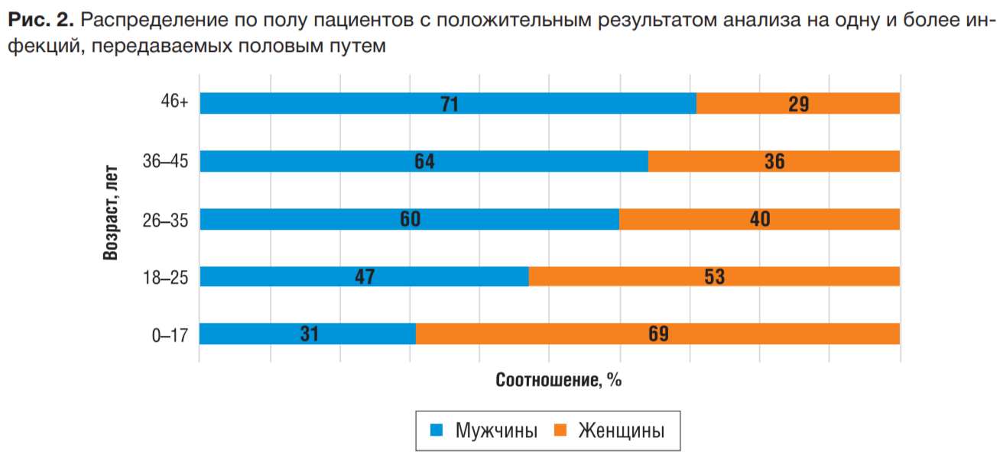 Рис. 2. Распределение по полу пациентов с положительным результатом анализа на одну и более ин-
фекций, передаваемых половым путем
Возраст, лет
46+ 71 29
36–45 64 36
26–35 60 40
18–25 47 53
0–17 31 69
Соотношение, %
Мужчины Женщины